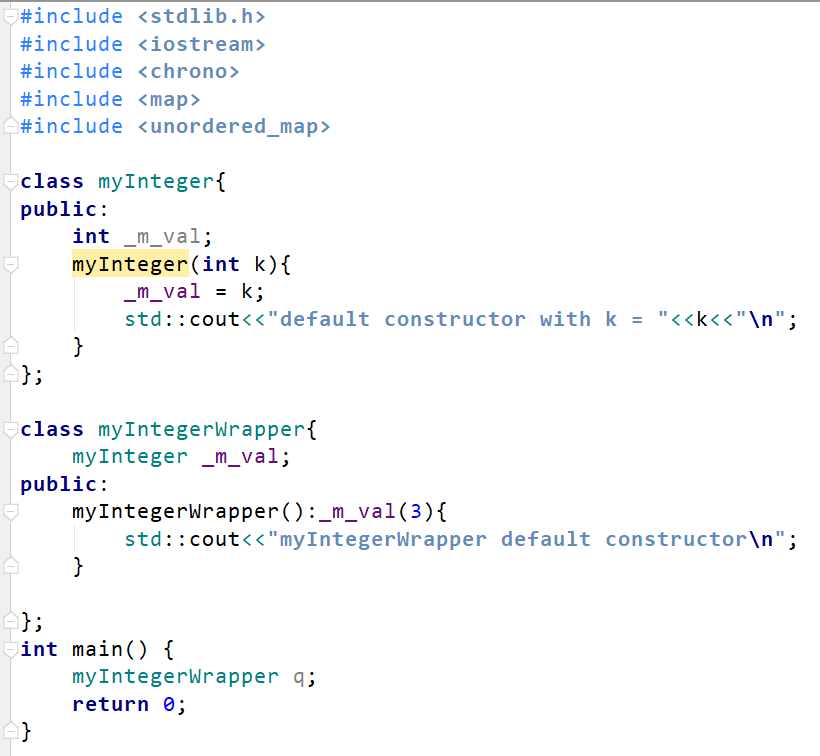 #include <stdlib.h>
#include <iostream>
#include <chrono>
#include <map>
#include <unordered_map>
class myInteger{
public:
    int _m_val;
    myInteger(int k){
        _m_val = k;
        std::cout<<"default constructor with k = "<<k<<"\n";
    }
};
class myIntegerWrapper{
    myInteger _m_val;
public:
    myIntegerWrapper():_m_val(3){
        std::cout<<"myIntegerWrapper default constructor\n";
    }
};
int main() {
    myIntegerWrapper q;
    return 0;
}